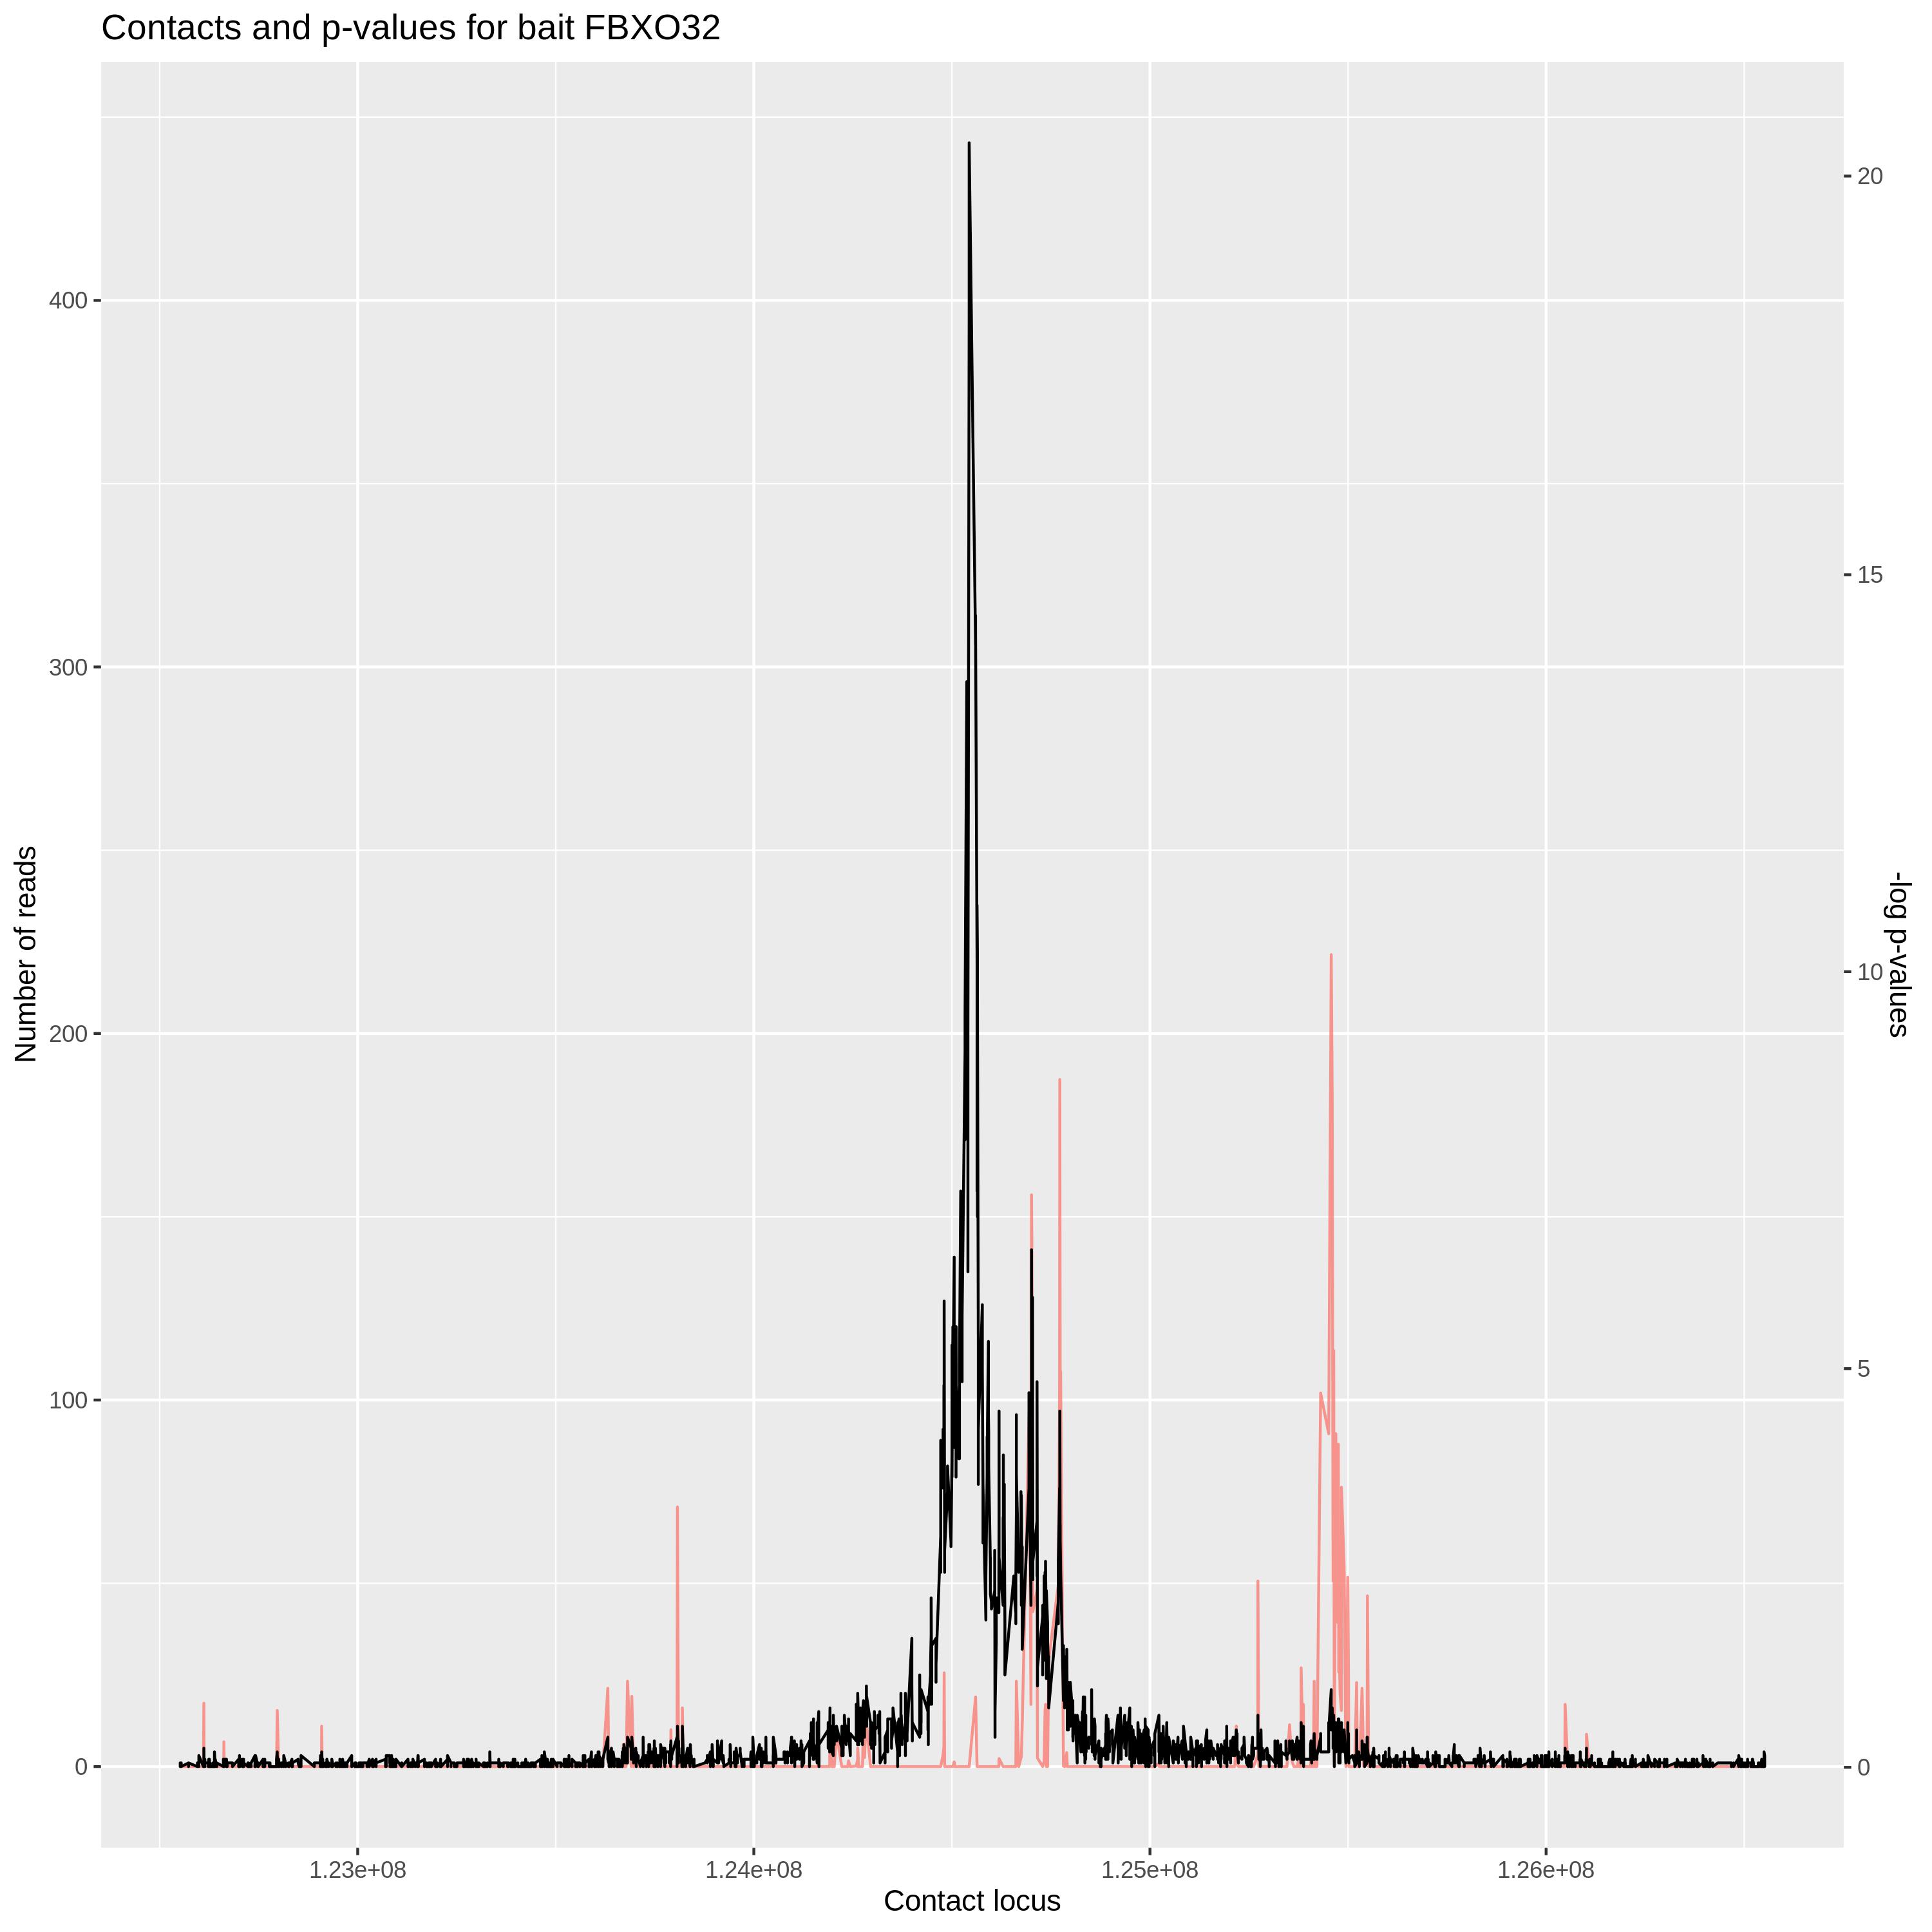 Contacts and p-values for bait FBXO32
Number of reads
400
300
200
100
0
20
15
10
5
0
-log p-values
1.23e+08 1.24e+08 1.25e+08 1.26e+08
Contact locus